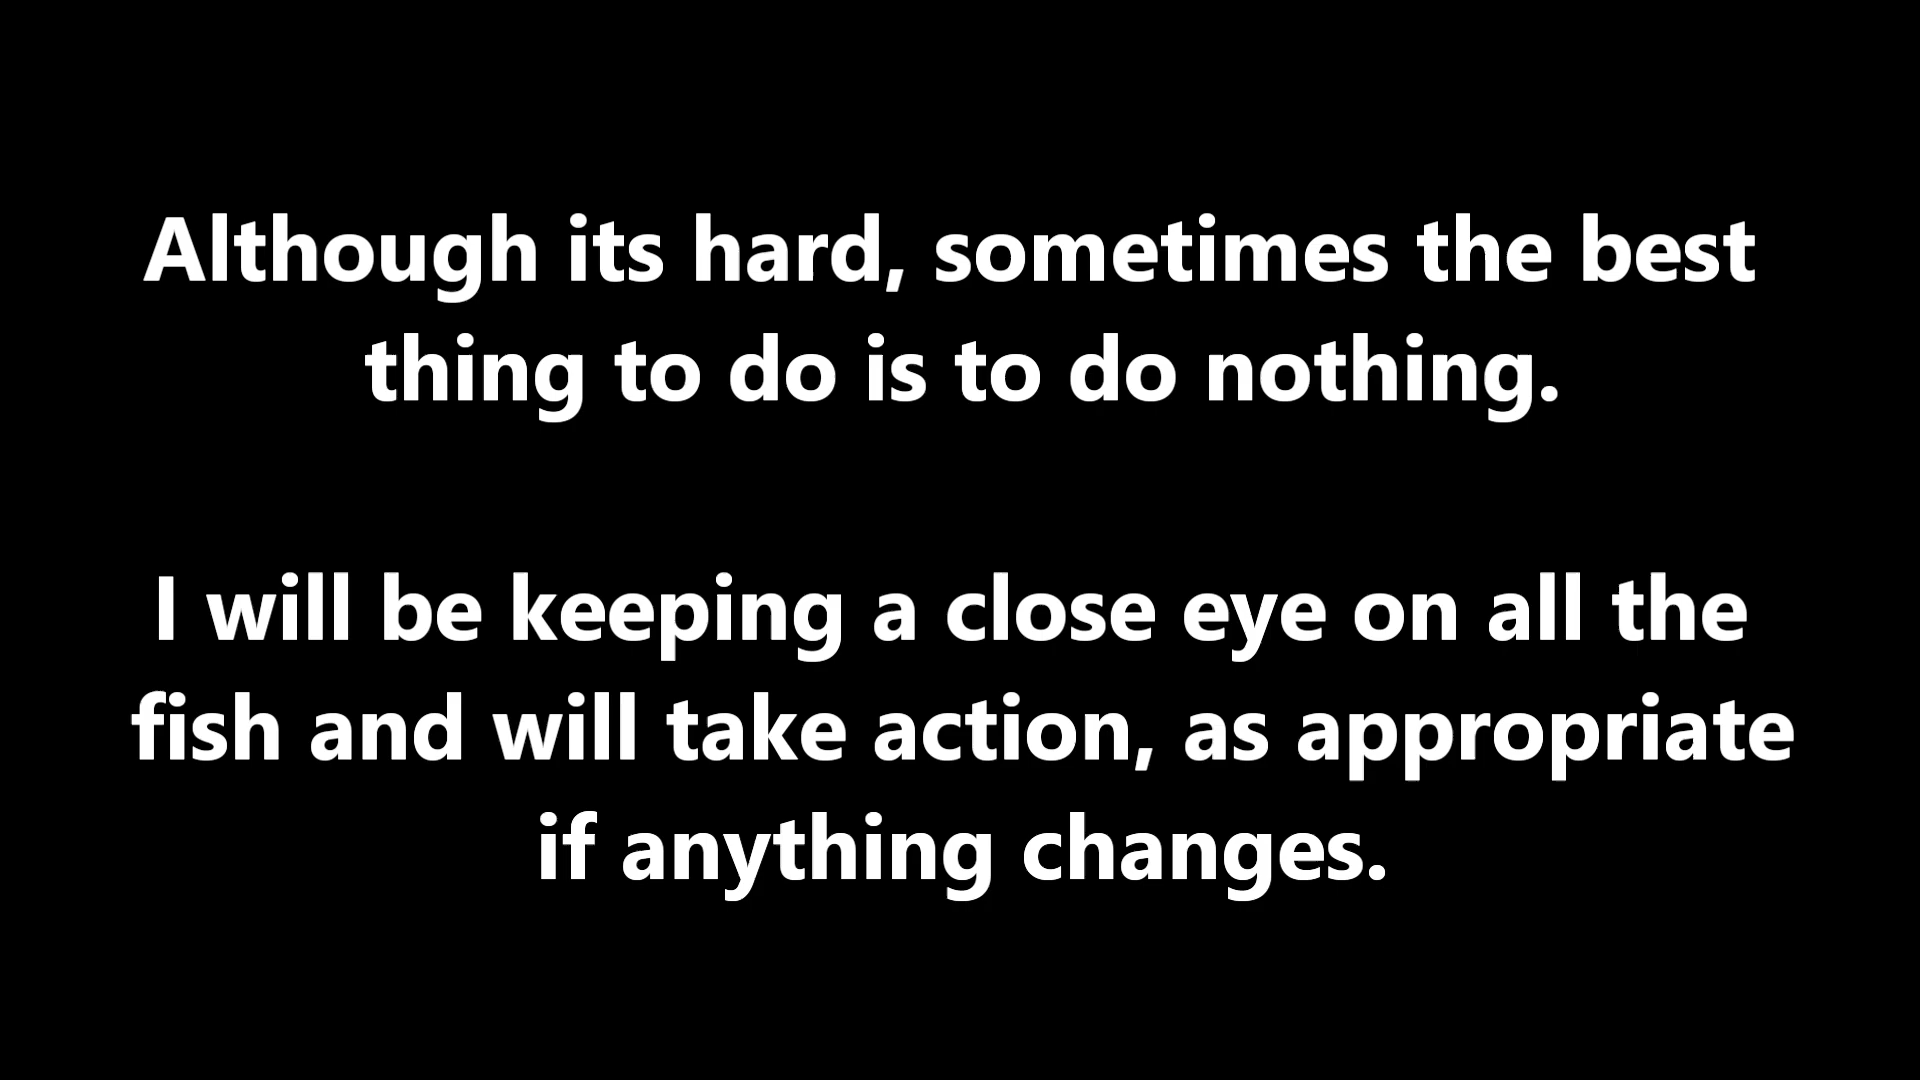 Although its hard, sometimes the best
thing to do is to do nothing.
I will be keeping a close eye on all the
fish and will take action, as appropriate
if anything changes.